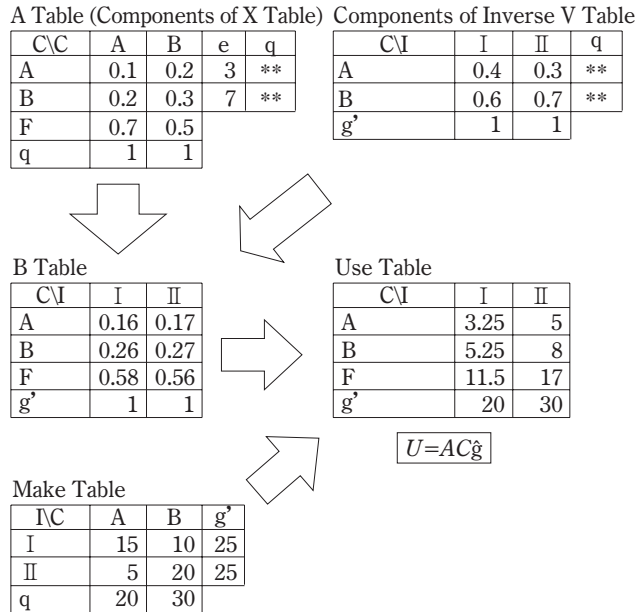 A Table (Components of X Table)
C\C A B e q
A 0.1 0.2 3 **
B 0.2 0.3 7 **
F 0.7 0.5
q 1 1
Components of Inverse V Table
C\I Ⅰ Ⅱ q
A 0.4 0.3 **
B 0.6 0.7 **
g’ 1 1
B Table
C\I Ⅰ Ⅱ
A 0.16 0.17
B 0.26 0.27
F 0.58 0.56
g’ 1 1
Use Table
C\I Ⅰ Ⅱ
A 3.25 5
B 5.25 8
F 11.5 17
g’ 20 30
U=ACĝ
Make Table
I\C A B g’
Ⅰ 15 10 25
Ⅱ 5 20 25
q 20 30